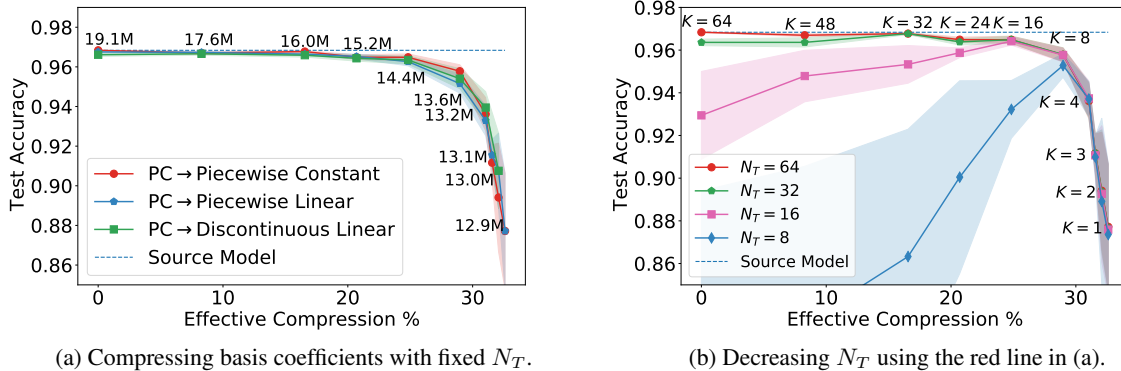 0.98
0.96
0.94
0.92
0.90
0.88
0.86
Test Accuracy
19.1M
17.6M
16.0M
15.2M
14.4M
13.6M
13.2M
13.1M
13.0M
12.9M
PC→Piecewise Constant
PC→Piecewise Linear
PC→Discontinuous Linear
Source Model
0 10 20 30
Effective Compression %
(a) Compressing basis coefficients with fixed N_T.
0.98
0.96
0.94
0.92
0.90
0.88
0.86
Test Accuracy
K = 64
K = 48
K = 32
K = 24
K = 16
K = 8
K = 4
K = 3
K = 2
K = 1
N_T = 64
N_T = 32
N_T = 16
N_T = 8
Source Model
0 10 20 30
Effective Compression %
(b) Decreasing N_T using the red line in (a).